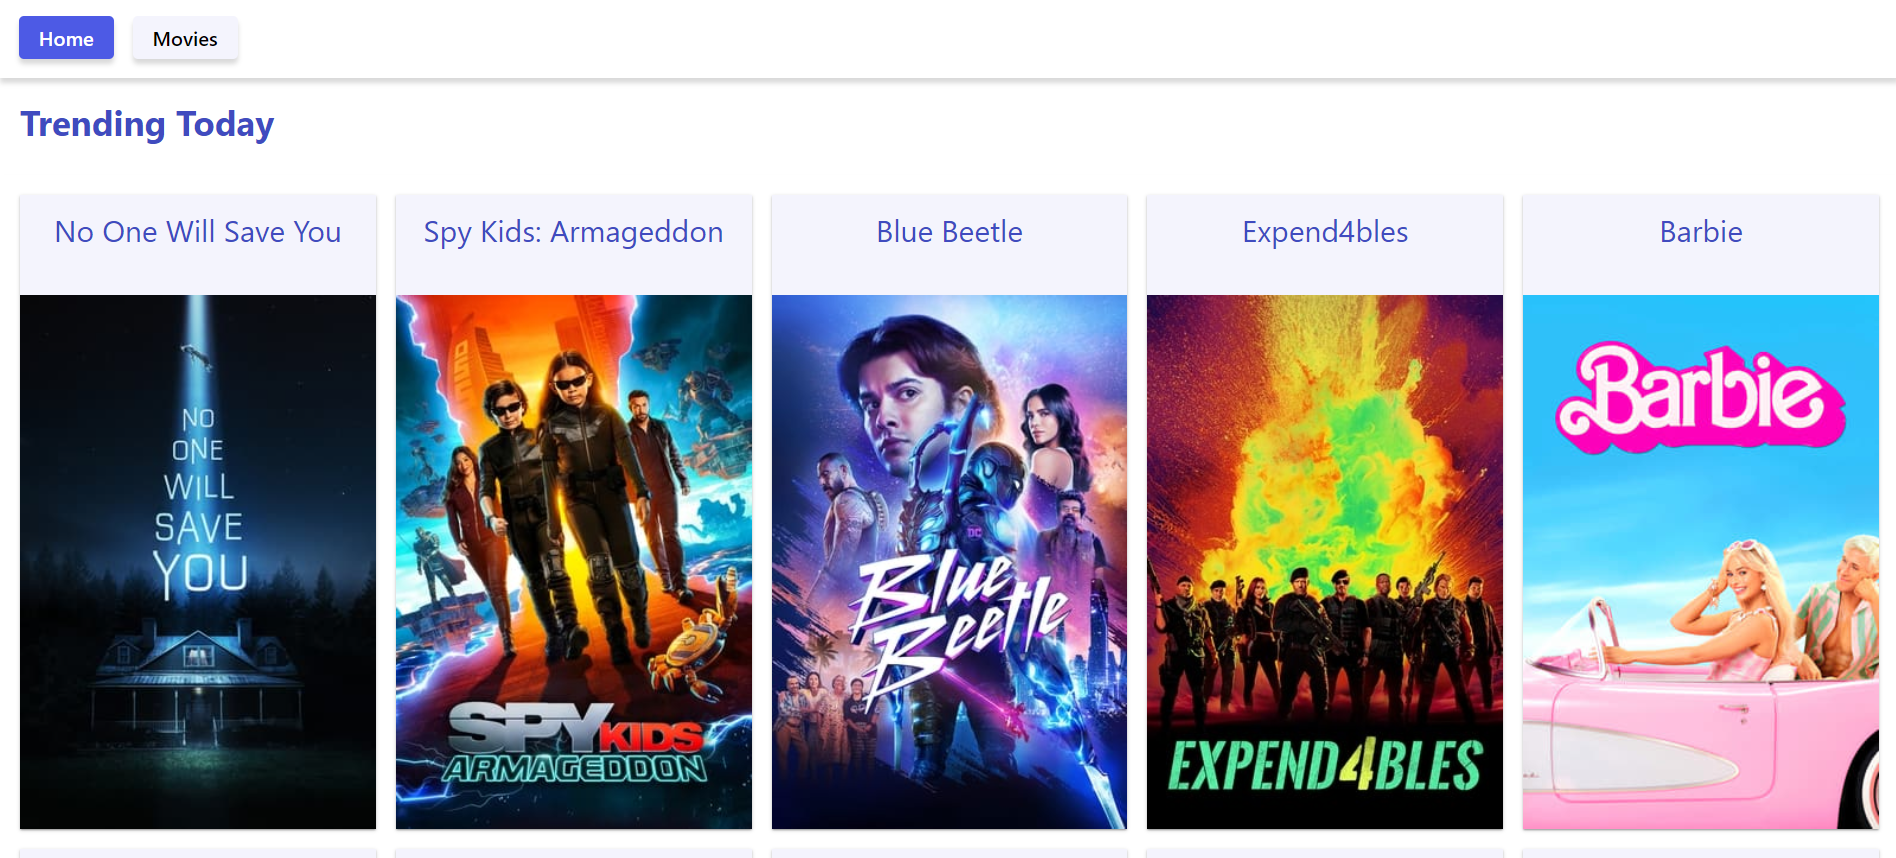 Home Movies
Trending Today
No One Will Save You
Spy Kids: Armageddon
Blue Beetle
Expend4bles
Barbie
NO
ONE
WILL
SAVE
YOU
SPY KIDS
ARMAGEDDON
DC
Blue
Beetle
EXPEND4BLES
Barbie